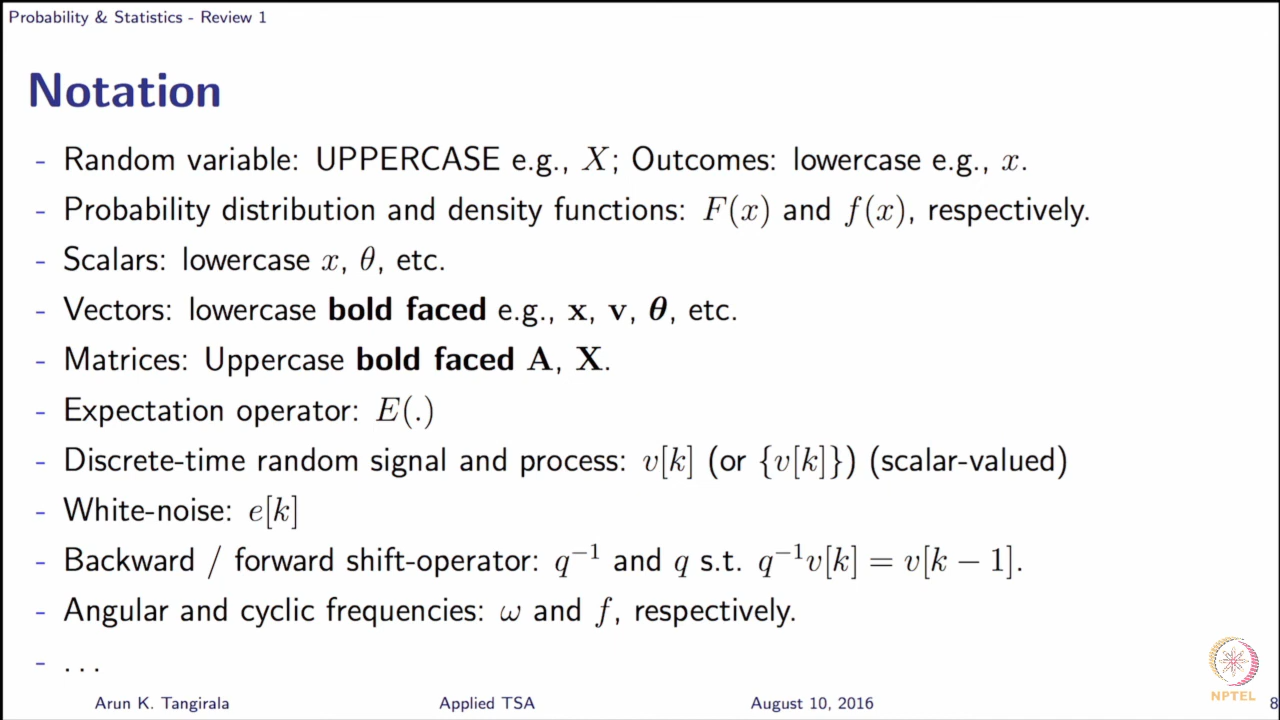 Probability & Statistics - Review 1
Notation
- Random variable: UPPERCASE e.g., X; Outcomes: lowercase e.g., x.
- Probability distribution and density functions: F(x) and f(x), respectively.
- Scalars: lowercase x, θ, etc.
- Vectors: lowercase bold faced e.g., x, v, θ, etc.
- Matrices: Uppercase bold faced A, X.
- Expectation operator: E(.)
- Discrete-time random signal and process: v[k] (or {v[k]}) (scalar-valued)
- White-noise: e[k]
- Backward / forward shift-operator: q⁻¹ and q s.t. q⁻¹v[k] = v[k − 1].
- Angular and cyclic frequencies: ω and f, respectively.
- . . .
NPTEL
Arun K. Tangirala Applied TSA August 10, 2016 8